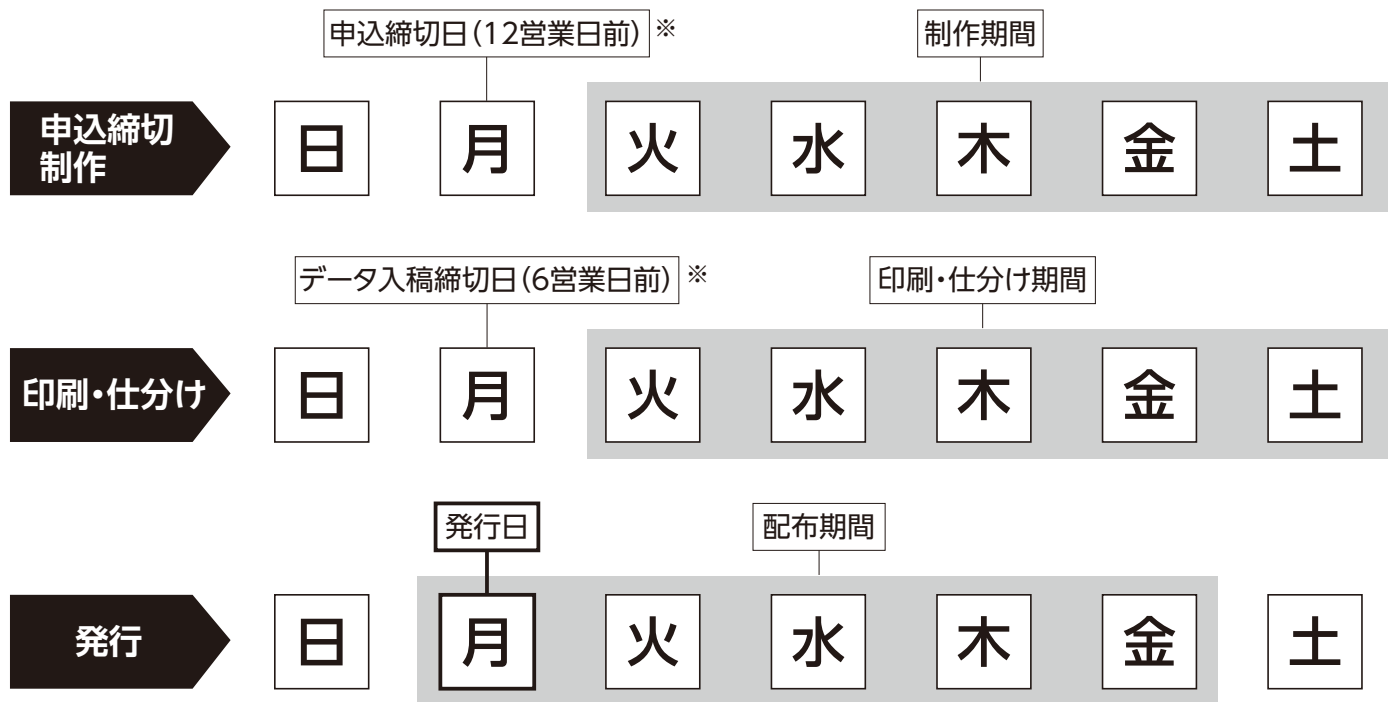 申込締切日(12営業日前)※
制作期間
申込締切
制作
日 月 火 水 木 金 土
データ入稿締切日(6営業日前)※
印刷・仕分け期間
印刷・仕分け
日 月 火 水 木 金 土
発行日
配布期間
発行
日 月 火 水 木 金 土